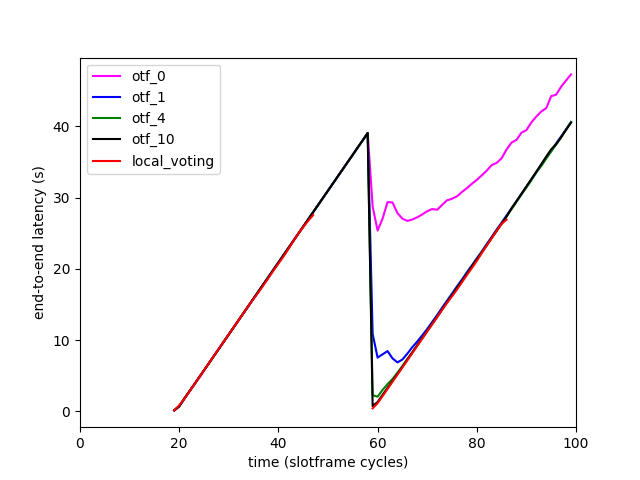 otf_0
otf_1
otf_4
otf_10
local_voting
end-to-end latency (s)
40
30
20
10
0
0 20 40 60 80 100
time (slotframe cycles)